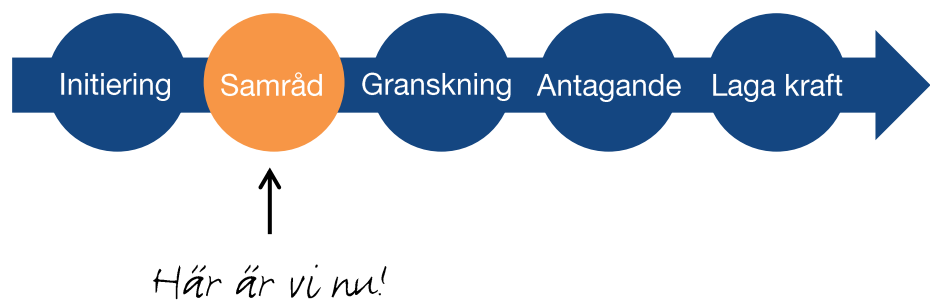 Initiering Samråd Granskning Antagande Laga kraft
Här är vi nu!